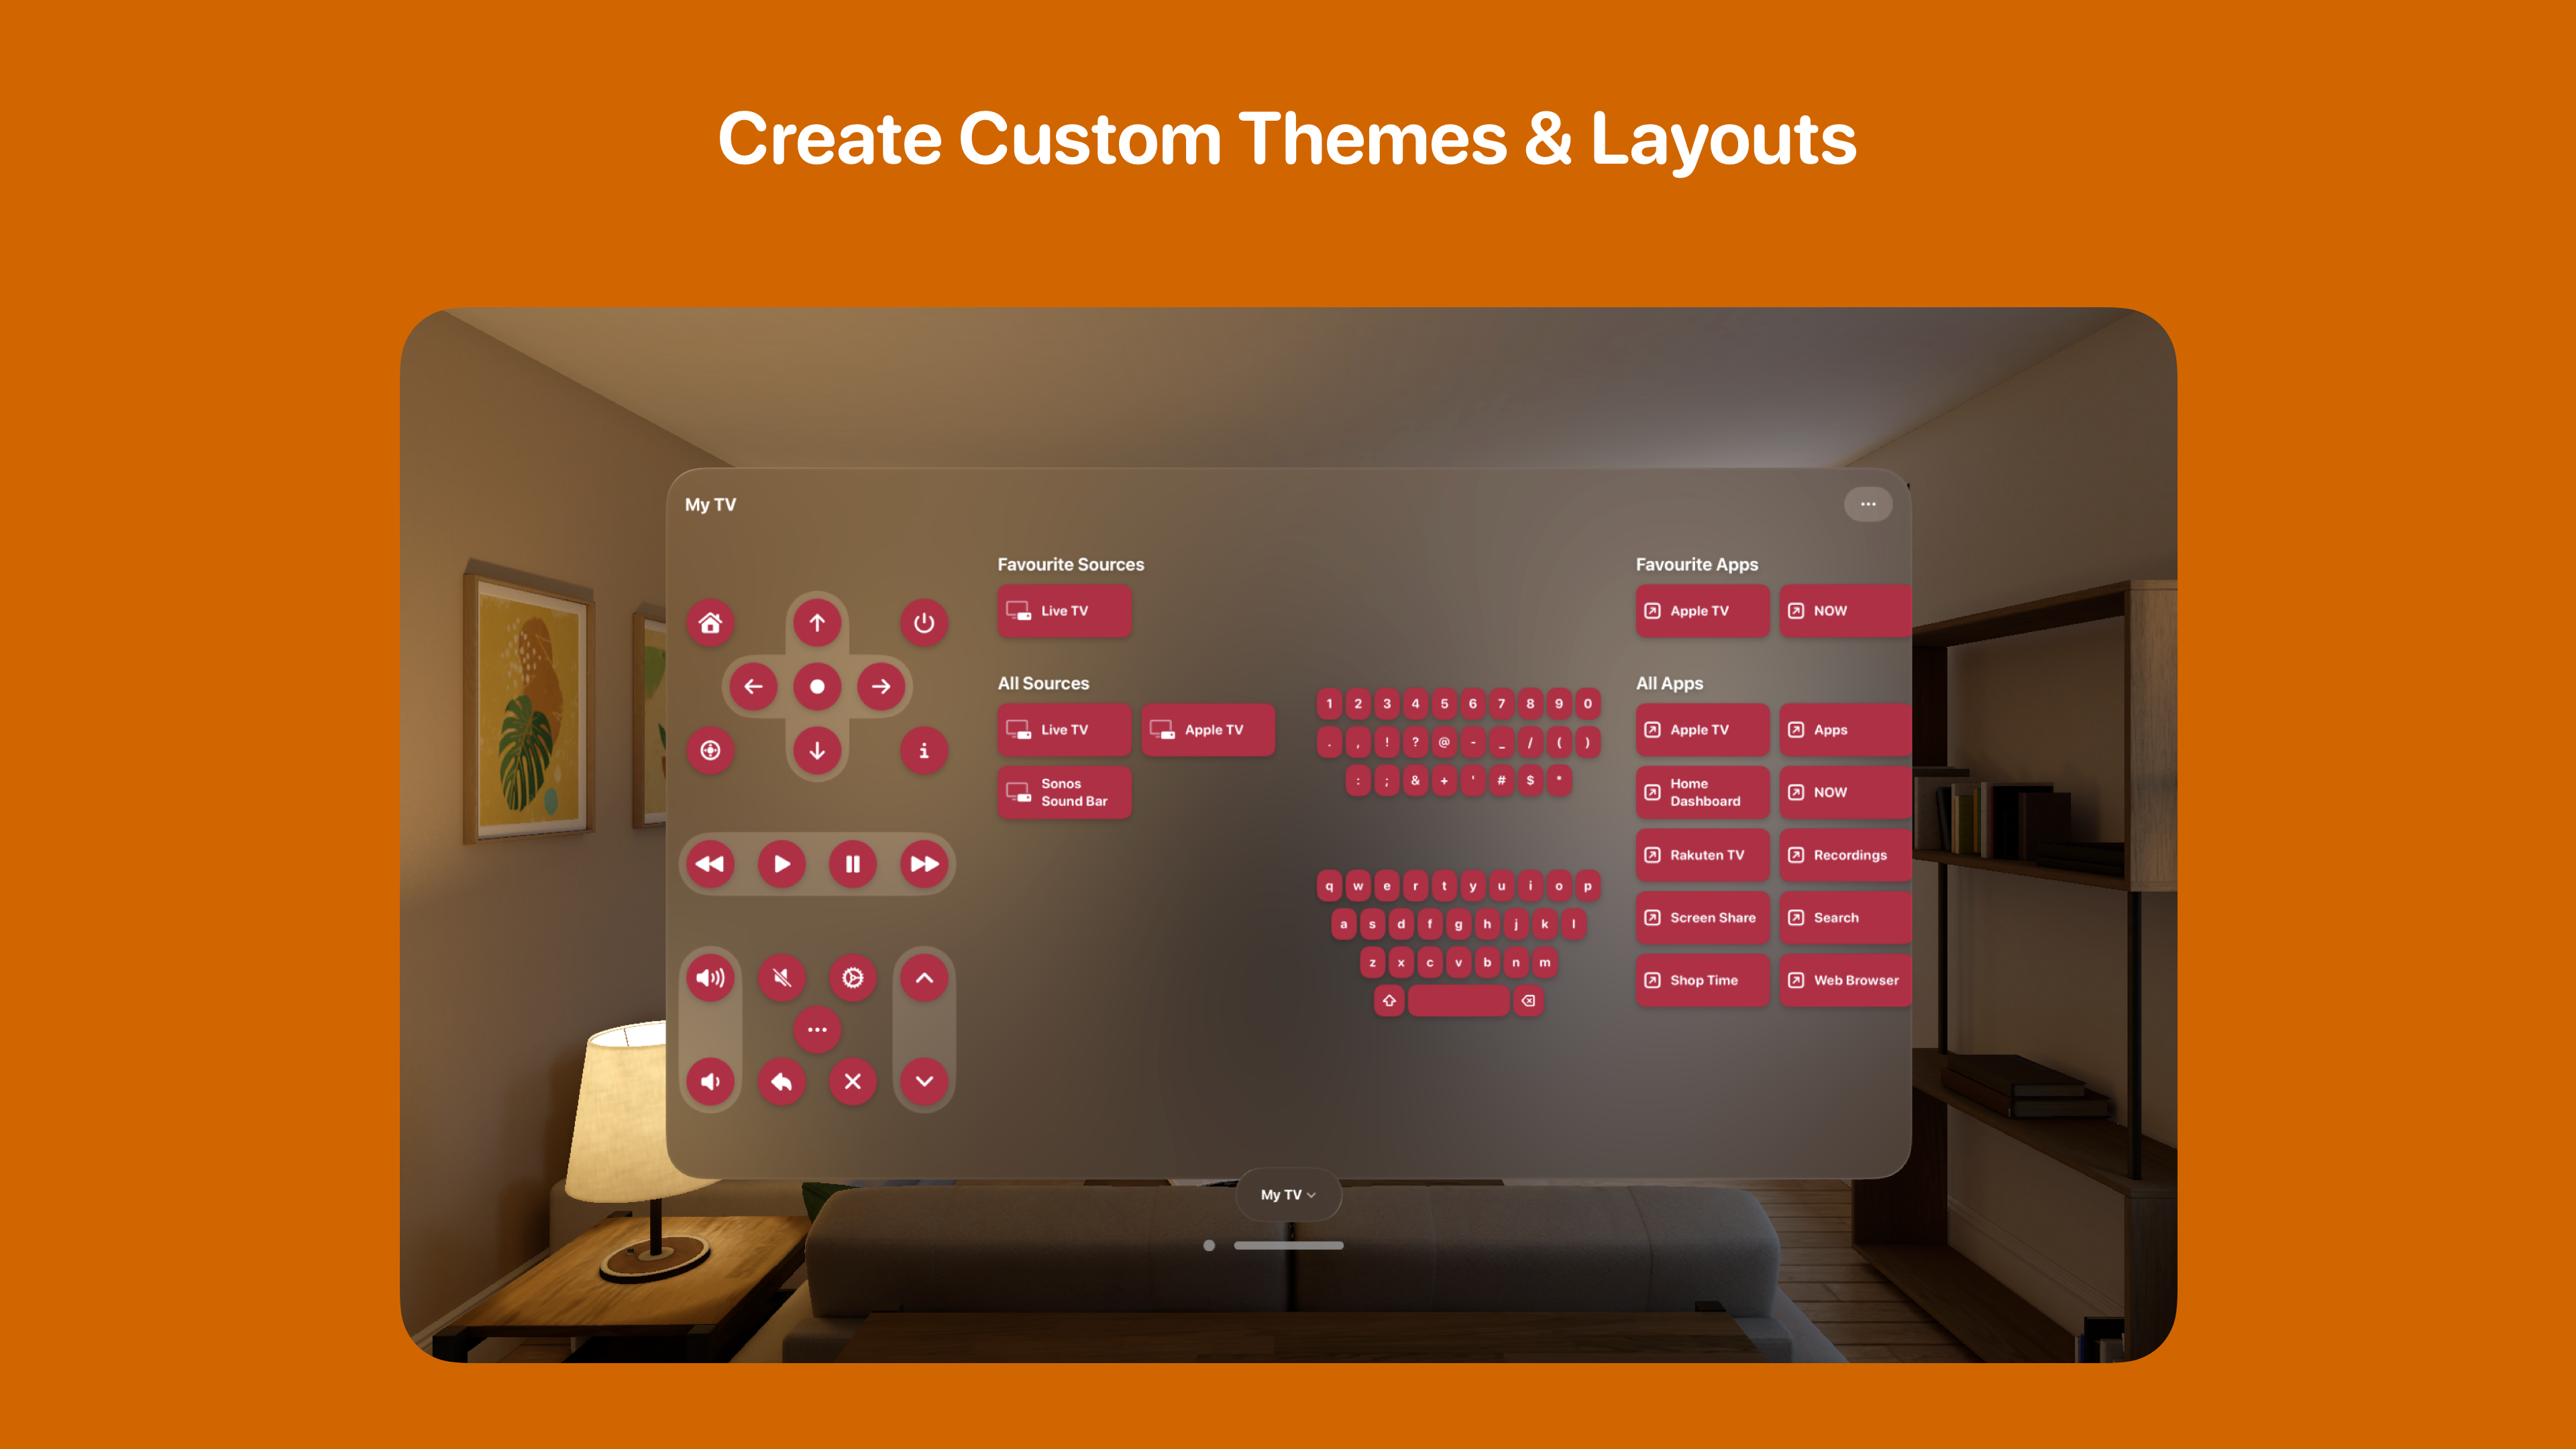 Create Custom Themes & Layouts
My TV
Favourite Sources
Live TV
All Sources
Live TV
Apple TV
Sonos
Sound Bar
1 2 3 4 5 6 7 8 9 0
. , ! ? @ - _ / ( )
: ; & + ' # $ *
q w e r t y u i o p
a s d f g h j k l
z x c v b n m
Favourite Apps
Apple TV
NOW
All Apps
Apple TV
Apps
Home
Dashboard
NOW
Rakuten TV
Recordings
Screen Share
Search
Shop Time
Web Browser
My TV